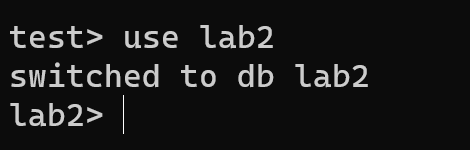 test> use lab2
switched to db lab2
lab2>